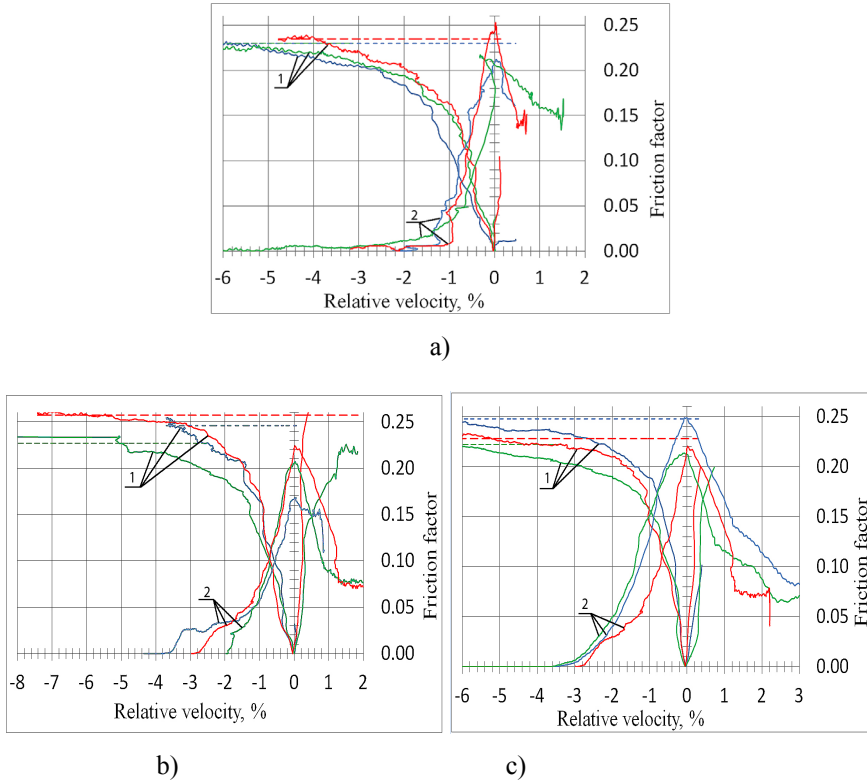 0.25
0.20
0.15
0.10
0.05
0.00
Friction factor
1
2
-6 -5 -4 -3 -2 -1 0 1 2
Relative velocity, %
a)
0.25
0.20
0.15
0.10
0.05
0.00
Friction factor
1
2
-8 -7 -6 -5 -4 -3 -2 -1 0 1 2
Relative velocity, %
b)
0.25
0.20
0.15
0.10
0.05
0.00
Friction factor
1
2
-6 -5 -4 -3 -2 -1 0 1 2 3
Relative velocity, %
c)